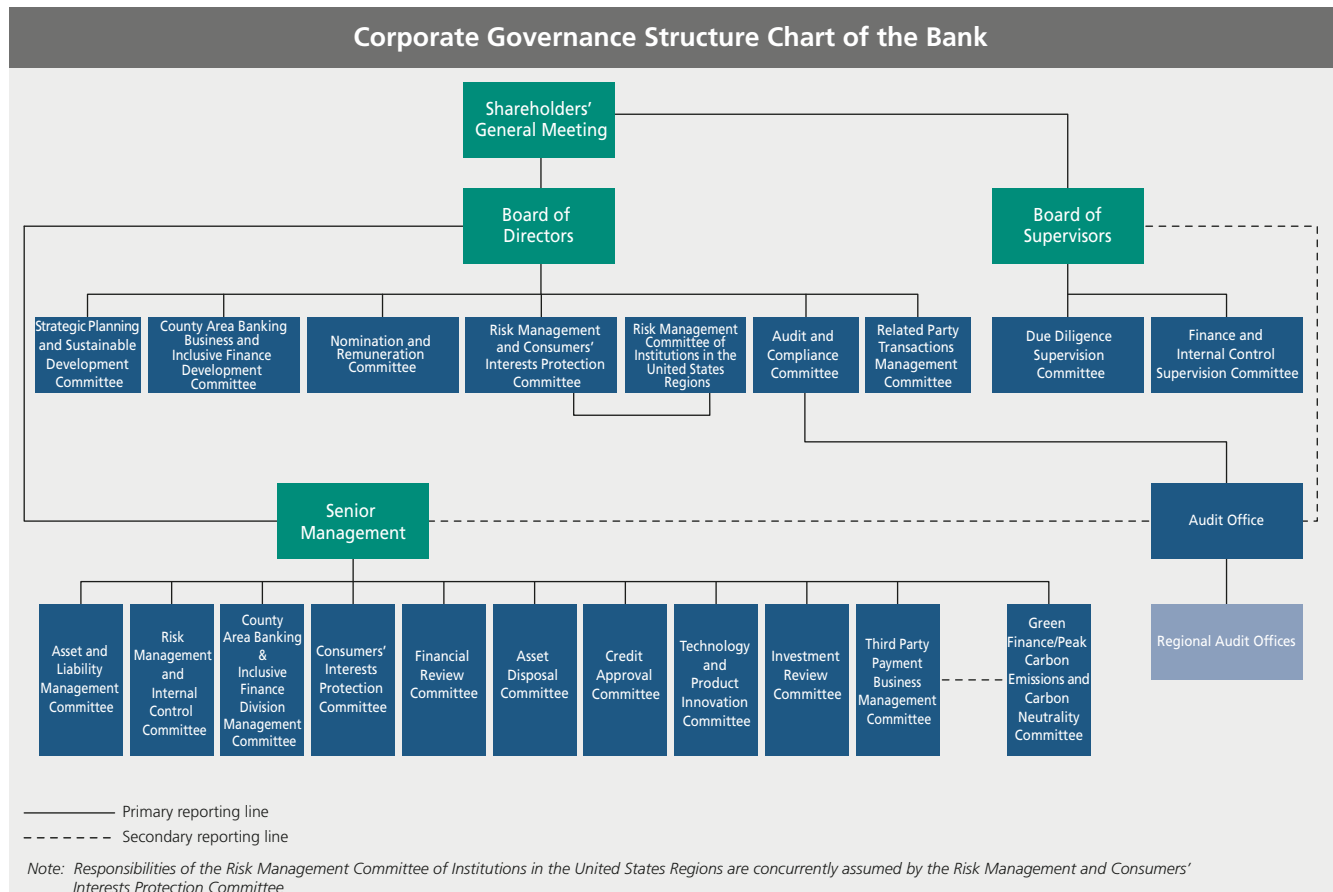 Corporate Governance Structure Chart of the Bank
Shareholders'
General Meeting
Board of
Directors
Board of
Supervisors
Strategic Planning
and Sustainable
Development
Committee
County Area Banking
Business and
Inclusive Finance
Development
Committee
Nomination and
Remuneration
Committee
Risk Management
and Consumers'
Interests Protection
Committee
Risk Management
Committee of
Institutions in the
United States
Regions
Audit and
Compliance
Committee
Related Party
Transactions
Management
Committee
Due Diligence
Supervision
Committee
Finance and
Internal Control
Supervision Committee
Senior
Management
Audit Office
Asset and
Liability
Management
Committee
Risk
Management
and
Internal
Control
Committee
County
Area Banking
&
Inclusive
Finance
Division
Management
Committee
Consumers'
Interests
Protection
Committee
Financial
Review
Committee
Asset
Disposal
Committee
Credit
Approval
Committee
Technology
and
Product
Innovation
Committee
Investment
Review
Committee
Third Party
Payment
Business
Management
Committee
Green
Finance/Peak
Carbon
Emissions and
Carbon
Neutrality
Committee
Regional Audit Offices
Primary reporting line
Secondary reporting line
Note: Responsibilities of the Risk Management Committee of Institutions in the United States Regions are concurrently assumed by the Risk Management and Consumers'
Interests Protection Committee